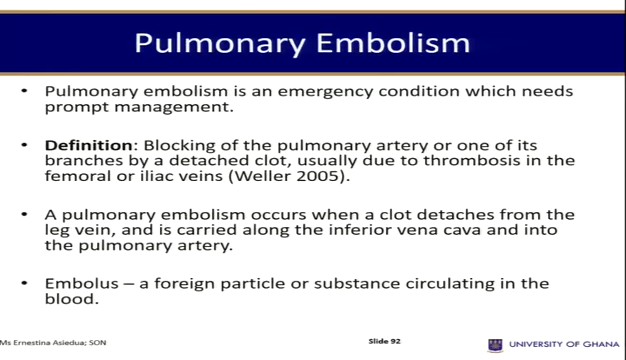 Pulmonary Embolism
• Pulmonary embolism is an emergency condition which needs
prompt management.
• Definition: Blocking of the pulmonary artery or one of its
branches by a detached clot, usually due to thrombosis in the
femoral or iliac veins (Weller 2005).
• A pulmonary embolism occurs when a clot detaches from the
leg vein, and is carried along the inferior vena cava and into
the pulmonary artery.
• Embolus – a foreign particle or substance circulating in the
blood.
Ms Ernestina Asiedua; SON
Slide 92
UNIVERSITY OF GHANA